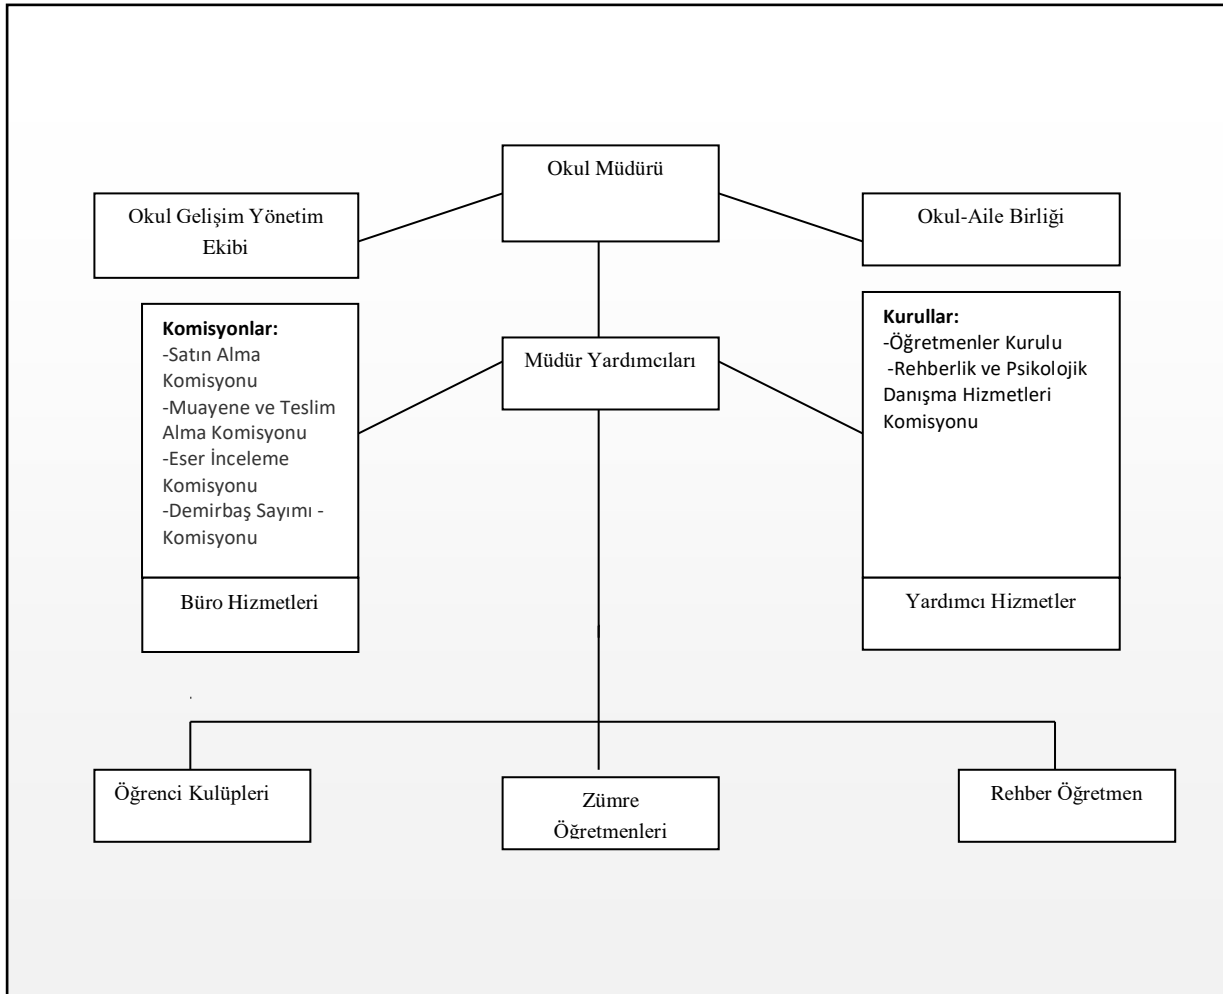 Okul Müdürü
Okul Gelişim Yönetim
Ekibi
Okul-Aile Birliği
Komisyonlar:
-Satın Alma
Komisyonu
-Muayene ve Teslim
Alma Komisyonu
-Eser İnceleme
Komisyonu
-Demirbaş Sayımı -
Komisyonu
Müdür Yardımcıları
Kurullar:
-Öğretmenler Kurulu
-Rehberlik ve Psikolojik
Danışma Hizmetleri
Komisyonu
Büro Hizmetleri
Yardımcı Hizmetler
Öğrenci Kulüpleri
Zümre
Öğretmenleri
Rehber Öğretmen